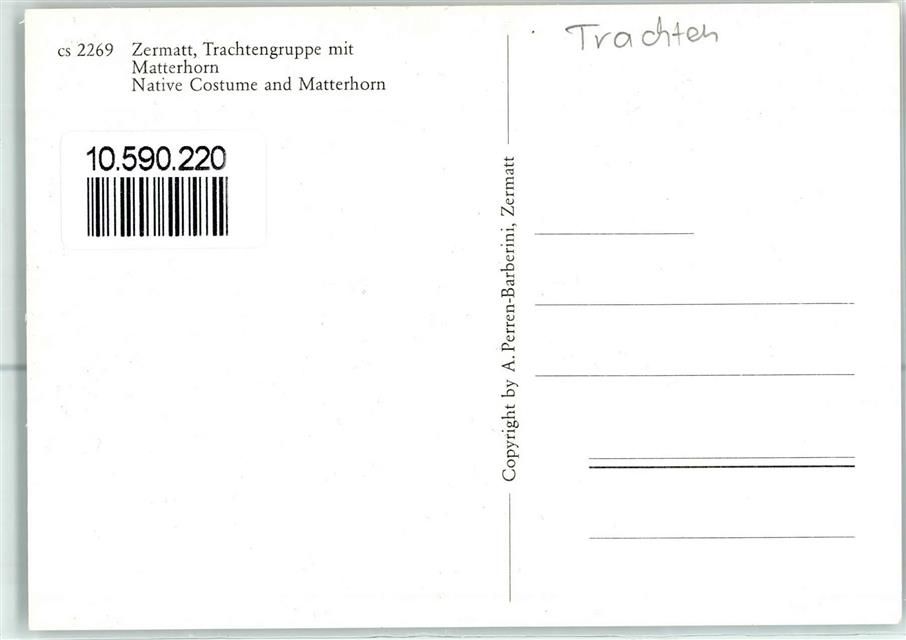 cs 2269 Zermatt, Trachtengruppe mit
Matterhorn
Native Costume and Matterhorn
10.590.220
Copyright by A. Perren-Barberini, Zermatt
Trachten